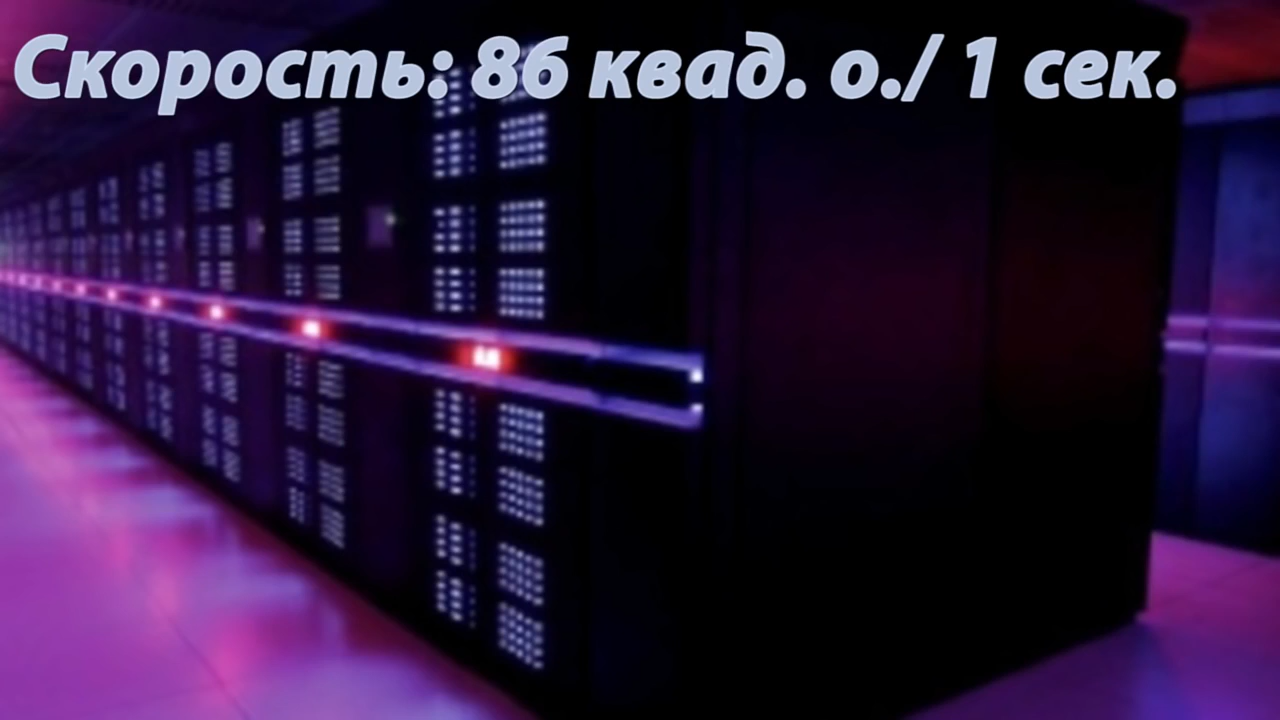 Скорость: 86 квад. о./ 1 сек.